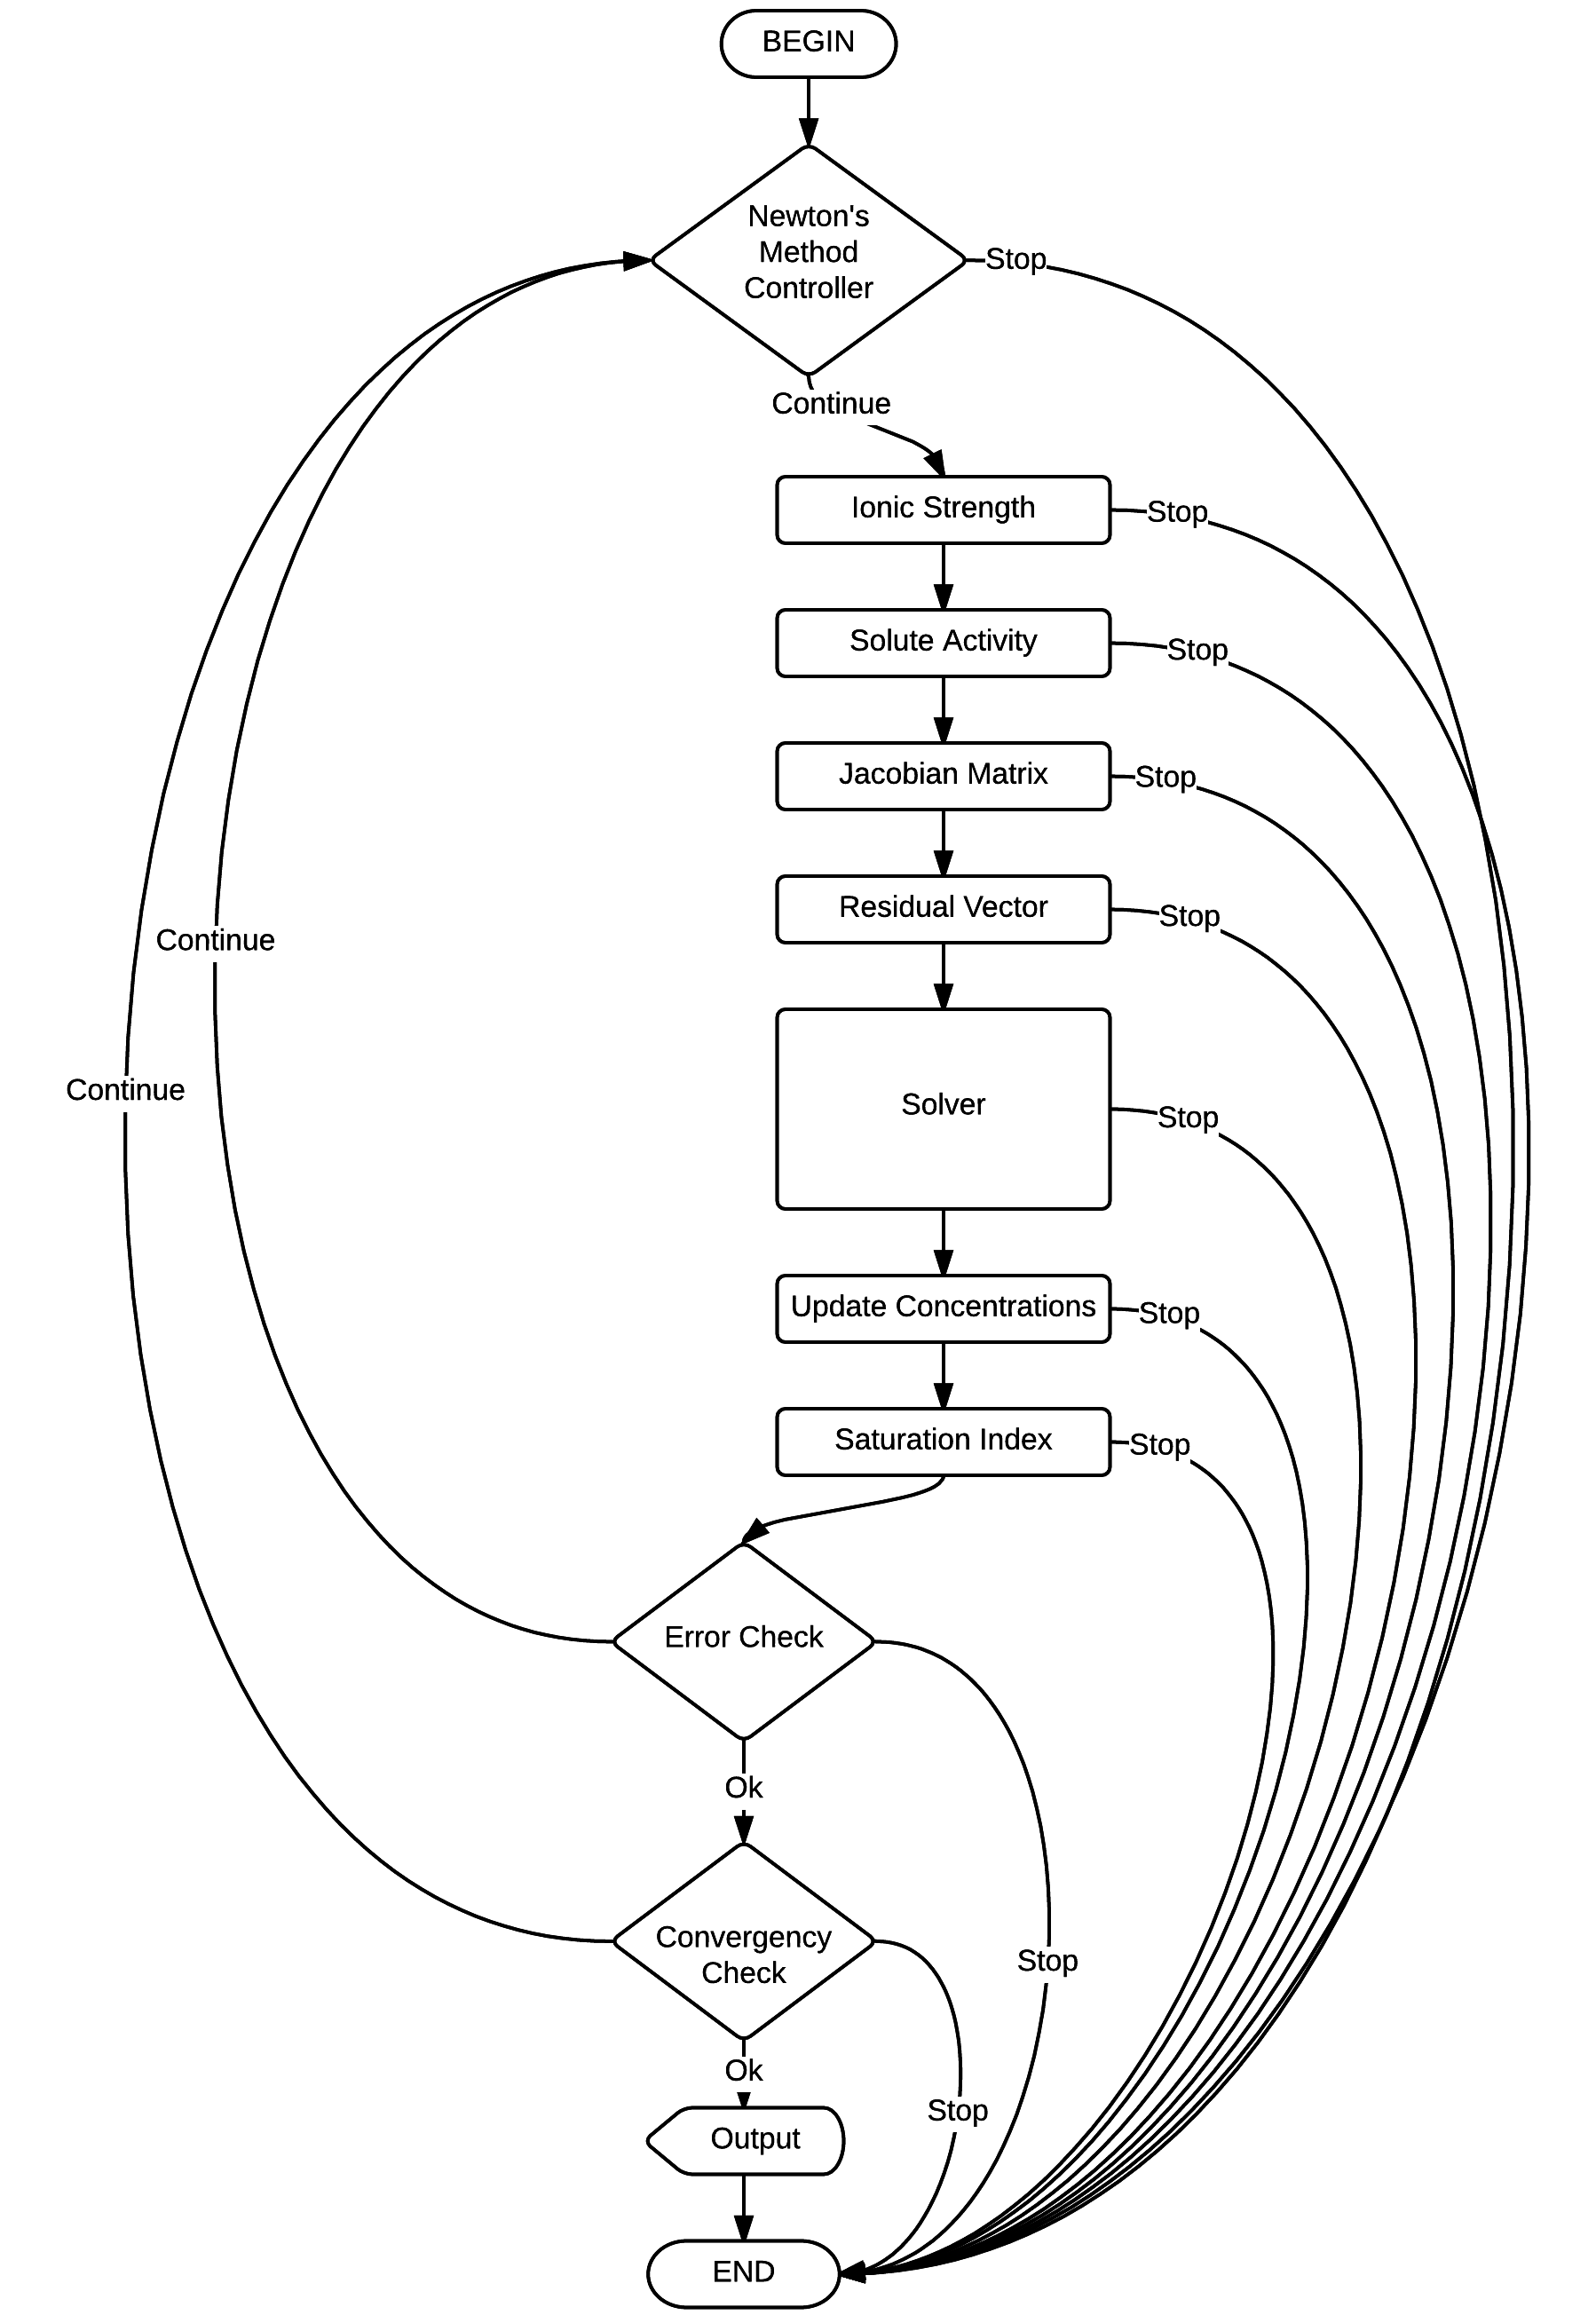 BEGIN
Newton's
Method
Controller
Stop
Continue
Ionic Strength
Stop
Solute Activity
Stop
Jacobian Matrix
Stop
Residual Vector
Stop
Continue
Continue
Solver
Stop
Update Concentrations
Stop
Saturation Index
Stop
Error Check
Ok
Convergency
Check
Stop
Ok
Stop
Output
END